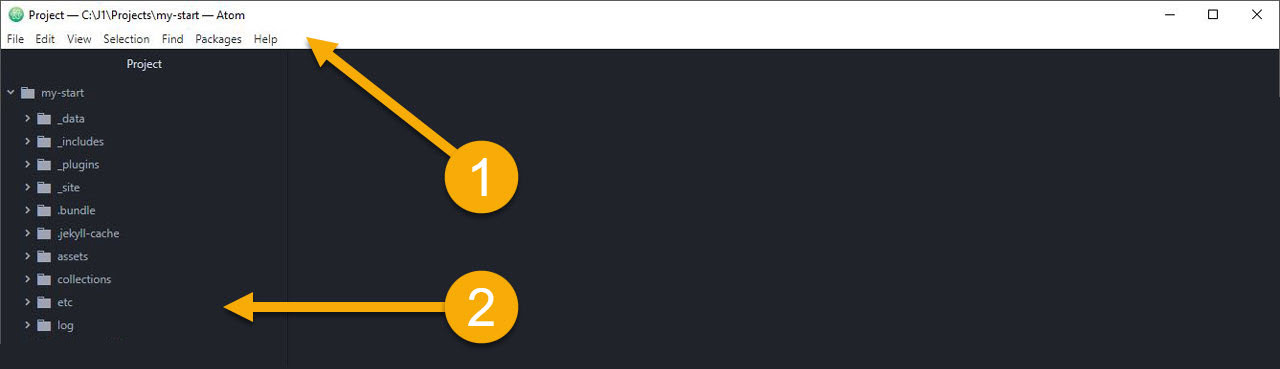 Project — C:\J1\Projects\my-start — Atom
File Edit View Selection Find Packages Help
Project
my-start
_data
_includes
_plugins
_site
.bundle
.jekyll-cache
assets
collections
etc
log
1
2